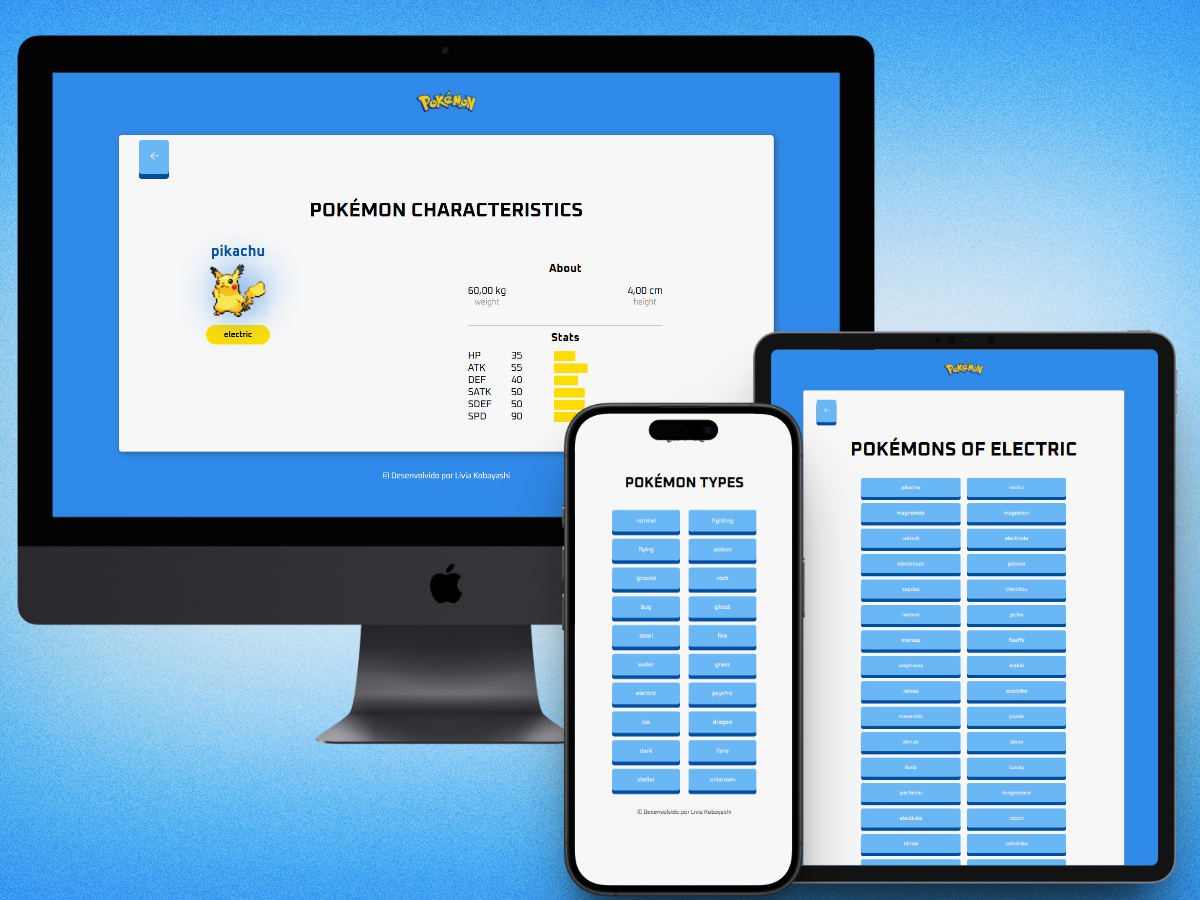 POKÉMON
POKÉMON CHARACTERISTICS
pikachu
electric
About
60,00 kg 4,00 cm
weight height
Stats
HP 35
ATK 55
DEF 40
SATK 50
SDEF 50
SPD 90
© Desenvolvido por Livia Kobayashi
POKÉMON TYPES
normal fighting
flying poison
ground rock
bug ghost
steel fire
water grass
electric psychic
ice dragon
dark fairy
stellar unknown
© Desenvolvido por Livia Kobayashi
POKÉMON
POKÉMONS OF ELECTRIC
pikachu raichu
magnemite magneton
voltorb electrode
electabuzz jolteon
zapdos chinchou
lanturn pichu
mareep flaaffy
ampharos elekid
raikou electrike
manectric plusle
minun shinx
luxio luxray
pachirisu magnezone
electivire rotom
blitzle zebstrika